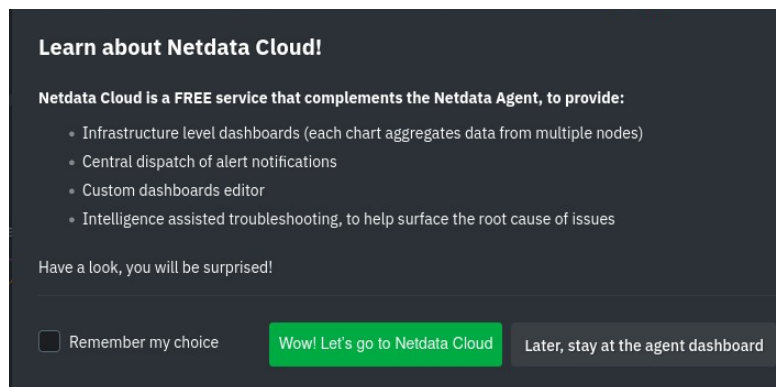 Learn about Netdata Cloud!
Netdata Cloud is a FREE service that complements the Netdata Agent, to provide:
• Infrastructure level dashboards (each chart aggregates data from multiple nodes)
• Central dispatch of alert notifications
• Custom dashboards editor
• Intelligence assisted troubleshooting, to help surface the root cause of issues
Have a look, you will be surprised!
Remember my choice
Wow! Let's go to Netdata Cloud
Later, stay at the agent dashboard